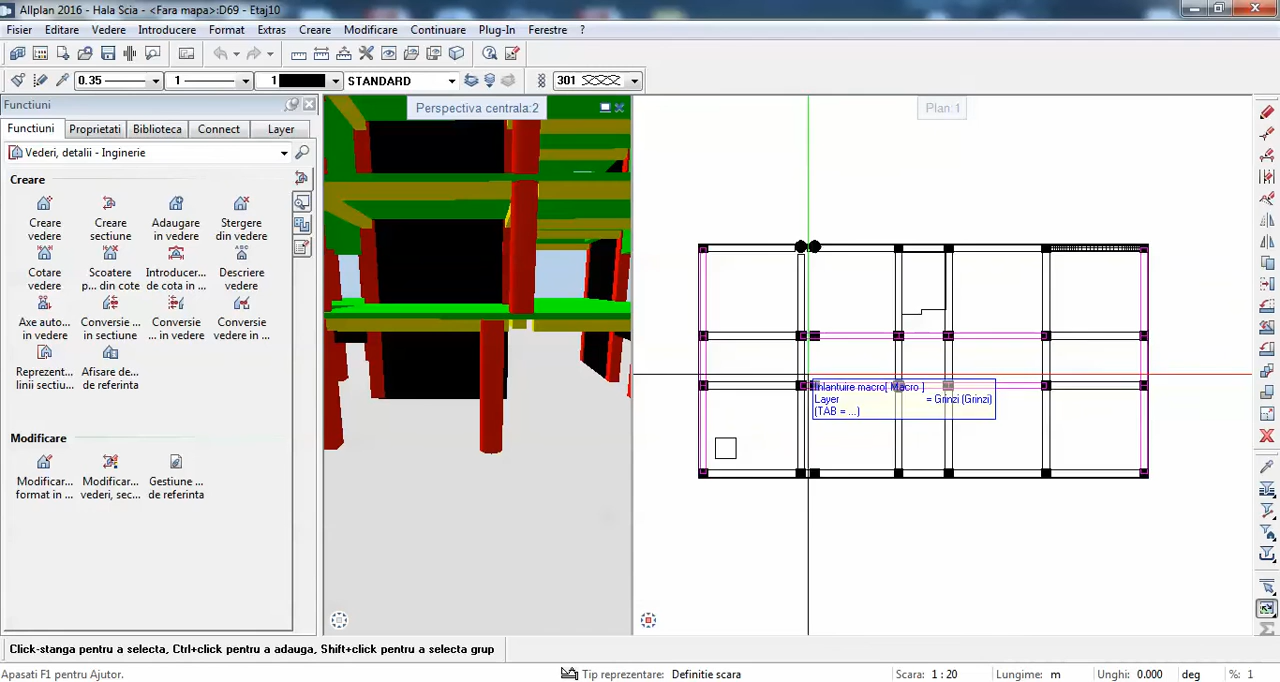 Allplan 2016 - Hala Scia - <Fara mapa>:D69 - Etaj10
Fisier Editare Vedere Introducere Format Extras Creare Modificare Continuare Plug-In Ferestre ?
0.35 1 1 STANDARD 301
Functiuni
Functiuni Proprietati Biblioteca Connect Layer
Vederi, detalii - Inginerie
Creare
Creare Creare Adaugare Stergere
vedere sectiune in vedere din vedere
Cotare Scoatere Introducer... Descriere
vedere p... din cote de cota in ... vedere
Axe auto... Conversie ... Conversie Conversie
in vedere in sectiune ... in vedere vedere in ...
Reprezent... Afisare de...
linii sectiu... de referinta
Modificare
Modificar... Modificar... Gestiune ...
format in ... vederi, sec... de referinta
Perspectiva centrala:2
Plan:1
Inlantuire macro[ Macro ]
Layer = Grinzi (Grinzi)
(TAB = ...)
Click-stanga pentru a selecta, Ctrl+click pentru a adauga, Shift+click pentru a selecta grup
Apasati F1 pentru Ajutor. Tip reprezentare: Definitie scara Scara: 1 : 20 Lungime: m Unghi: 0.000 deg %: 1